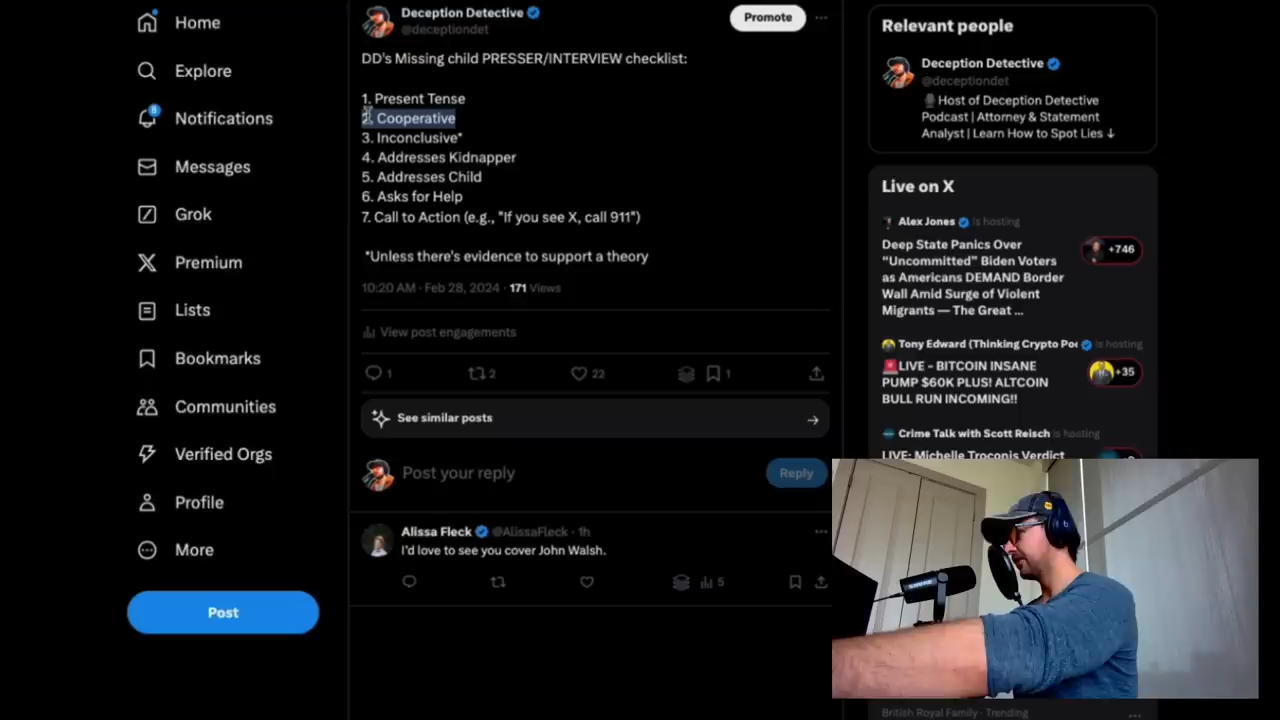 Home
Explore
8
Notifications
Messages
Grok
Premium
Lists
Bookmarks
Communities
Verified Orgs
Profile
More
Post
Deception Detective
@deceptiondet
Promote
DD's Missing child PRESSER/INTERVIEW checklist:
1. Present Tense
2. Cooperative
3. Inconclusive*
4. Addresses Kidnapper
5. Addresses Child
6. Asks for Help
7. Call to Action (e.g., "If you see X, call 911")
*Unless there's evidence to support a theory
10:20 AM · Feb 28, 2024 · 171 Views
View post engagements
1
2
22
1
See similar posts
Post your reply
Reply
Alissa Fleck @AlissaFleck · 1h
I'd love to see you cover John Walsh.
5
Relevant people
Deception Detective
@deceptiondet
Host of Deception Detective
Podcast | Attorney & Statement
Analyst | Learn How to Spot Lies ↓
Live on X
Alex Jones is hosting
Deep State Panics Over
“Uncommitted” Biden Voters
as Americans DEMAND Border
Wall Amid Surge of Violent
Migrants — The Great ...
+746
Tony Edward (Thinking Crypto Poc is hosting
LIVE - BITCOIN INSANE
PUMP $60K PLUS! ALTCOIN
BULL RUN INCOMING!!
+35
Crime Talk with Scott Reisch is hosting
LIVE: Michelle Troconis Verdict
SHURE
British Royal Family · Trending